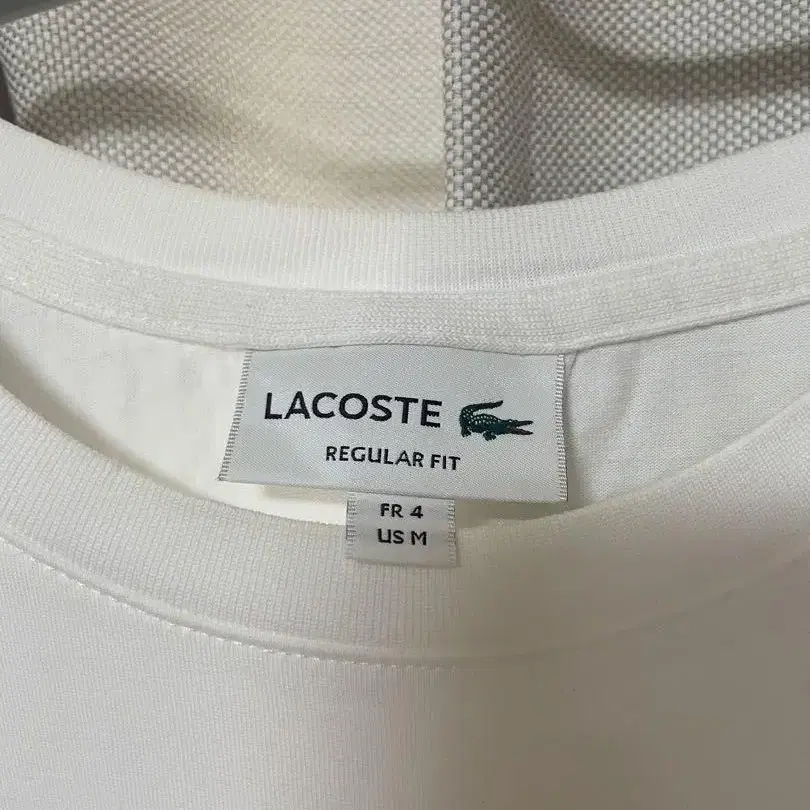 LACOSTE
REGULAR FIT
FR 4
US M